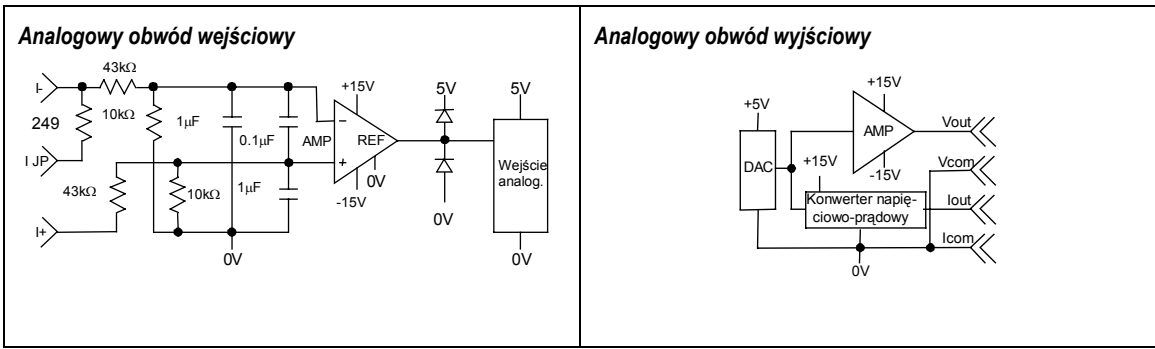 Analogowy obwód wejściowy
43kΩ
I-
+15V
5V
5V
249
10kΩ
1µF
0.1µF
AMP
−
REF
+
I JP
0V
Wejście
analog.
43kΩ
10kΩ
1µF
-15V
0V
I+
0V
0V
Analogowy obwód wyjściowy
+15V
+5V
AMP
Vout
DAC
+15V
-15V
Vcom
Konwerter napię-
ciowo-prądowy
Iout
Icom
0V